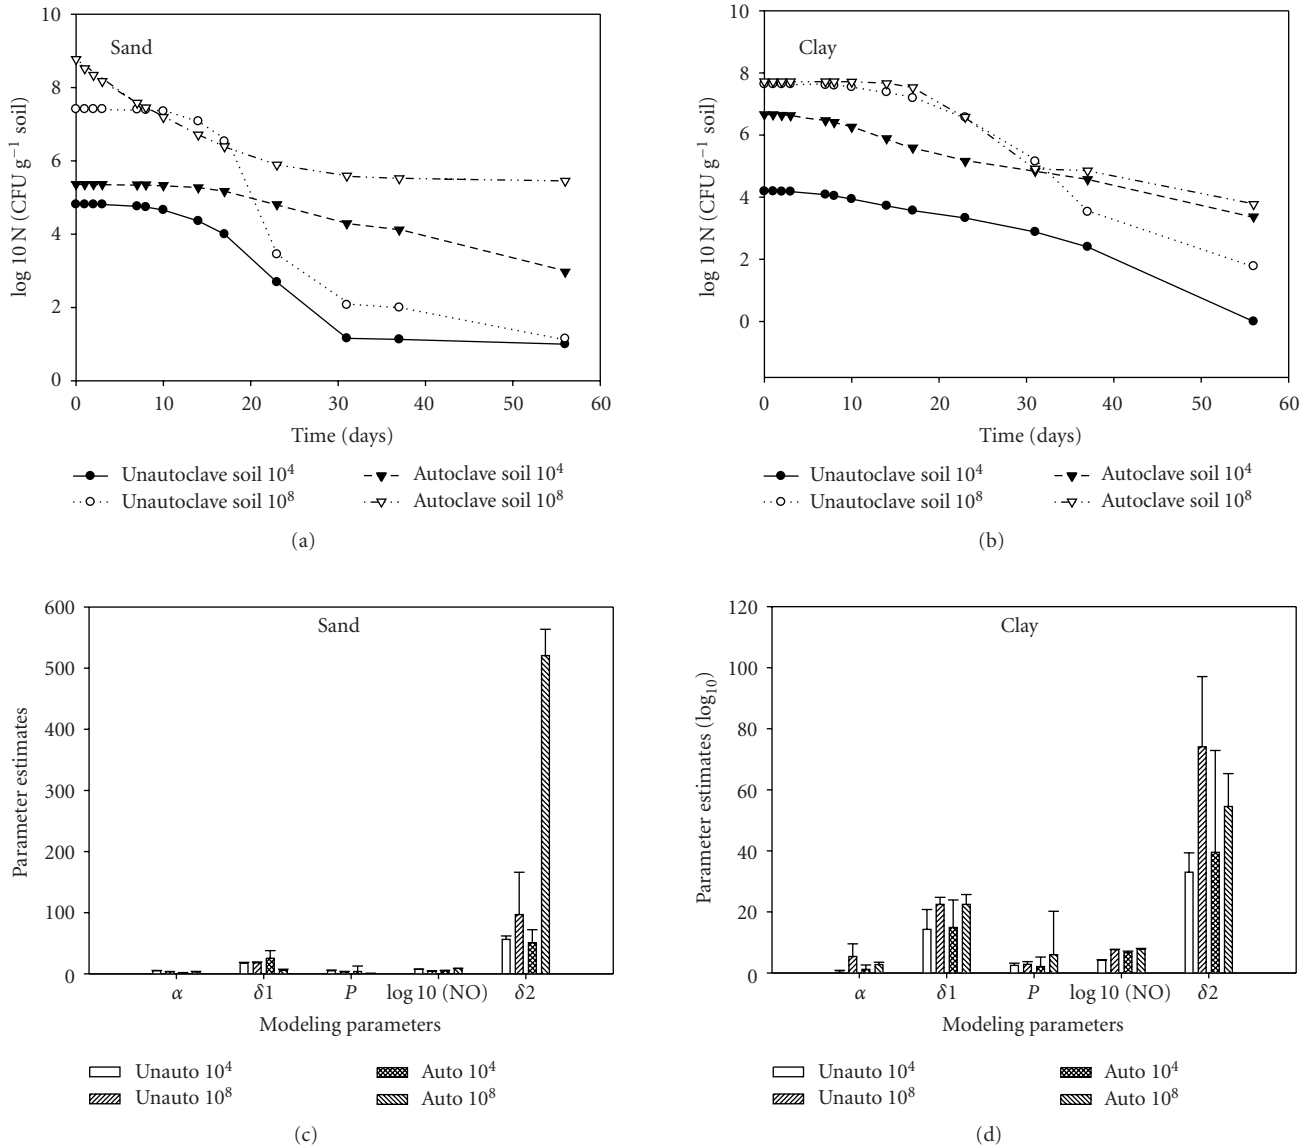 Sand
10
8
6
4
2
0
log 10 N (CFU g⁻¹ soil)
0 10 20 30 40 50 60
Time (days)
Unautoclave soil 10⁴
Autoclave soil 10⁴
Unautoclave soil 10⁸
Autoclave soil 10⁸
(a)
Clay
10
8
6
4
2
0
log 10 N (CFU g⁻¹ soil)
0 10 20 30 40 50 60
Time (days)
Unautoclave soil 10⁴
Autoclave soil 10⁴
Unautoclave soil 10⁸
Autoclave soil 10⁸
(b)
Sand
600
500
400
300
200
100
0
Parameter estimates
α δ1 P log 10 (NO) δ2
Modeling parameters
Unauto 10⁴
Auto 10⁴
Unauto 10⁸
Auto 10⁸
(c)
Clay
120
100
80
60
40
20
0
Parameter estimates (log₁₀)
α δ1 P log 10 (NO) δ2
Modeling parameters
Unauto 10⁴
Auto 10⁴
Unauto 10⁸
Auto 10⁸
(d)